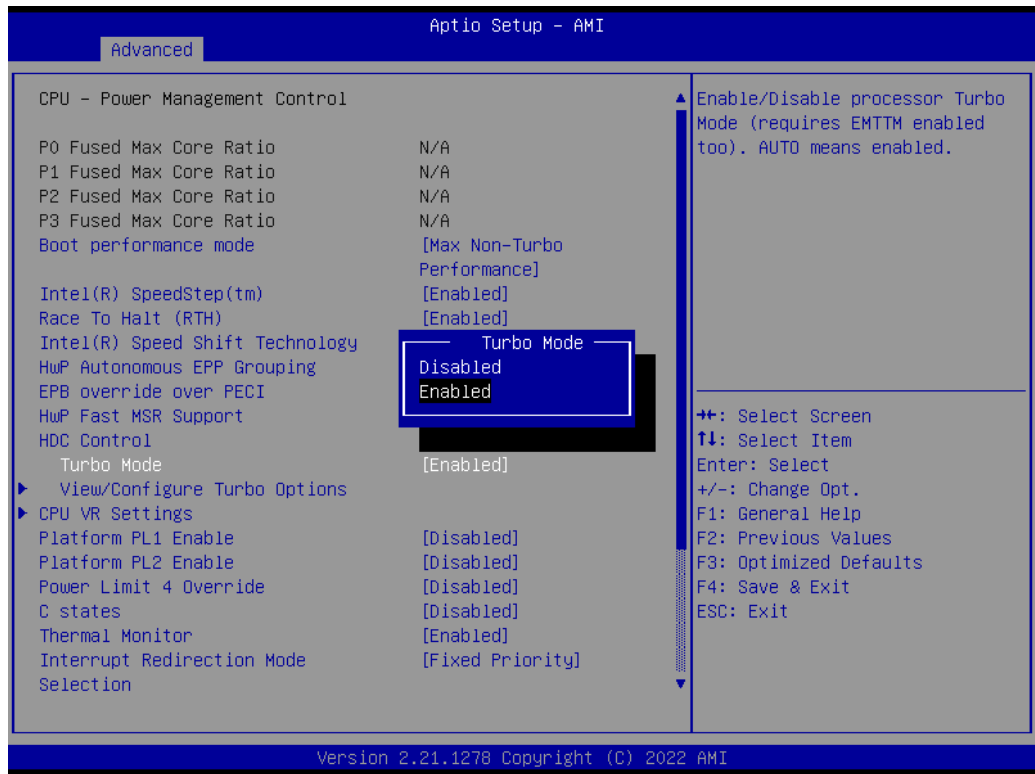 Aptio Setup – AMI
Advanced
CPU – Power Management Control
P0 Fused Max Core Ratio N/A
P1 Fused Max Core Ratio N/A
P2 Fused Max Core Ratio N/A
P3 Fused Max Core Ratio N/A
Boot performance mode [Max Non-Turbo
Performance]
Intel(R) SpeedStep(tm) [Enabled]
Race To Halt (RTH) [Enabled]
Intel(R) Speed Shift Technology
HwP Autonomous EPP Grouping
EPB override over PECI
HwP Fast MSR Support
HDC Control
Turbo Mode [Enabled]
View/Configure Turbo Options
CPU VR Settings
Platform PL1 Enable [Disabled]
Platform PL2 Enable [Disabled]
Power Limit 4 Override [Disabled]
C states [Disabled]
Thermal Monitor [Enabled]
Interrupt Redirection Mode [Fixed Priority]
Selection
Turbo Mode
Disabled
Enabled
Enable/Disable processor Turbo
Mode (requires EMTTM enabled
too). AUTO means enabled.
→←: Select Screen
↑↓: Select Item
Enter: Select
+/-: Change Opt.
F1: General Help
F2: Previous Values
F3: Optimized Defaults
F4: Save & Exit
ESC: Exit
Version 2.21.1278 Copyright (C) 2022 AMI